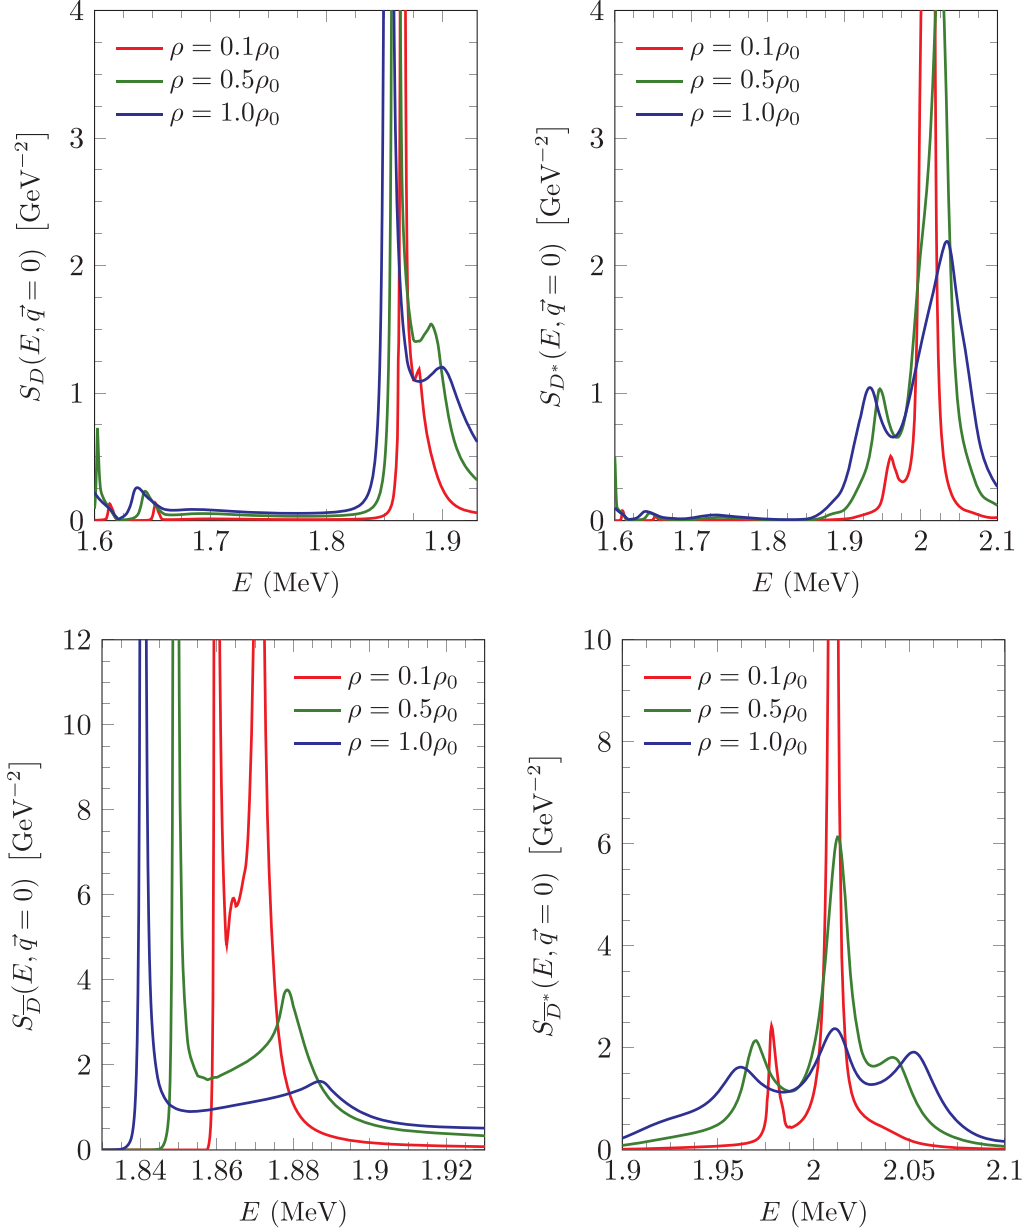 4
3
2
1
0
1.6 1.7 1.8 1.9
S_D(E, q⃗ = 0) [GeV⁻²]
E (MeV)
ρ = 0.1ρ₀
ρ = 0.5ρ₀
ρ = 1.0ρ₀
4
3
2
1
0
1.6 1.7 1.8 1.9 2 2.1
S_D*(E, q⃗ = 0) [GeV⁻²]
E (MeV)
ρ = 0.1ρ₀
ρ = 0.5ρ₀
ρ = 1.0ρ₀
12
10
8
6
4
2
0
1.84 1.86 1.88 1.9 1.92
S_D̅(E, q⃗ = 0) [GeV⁻²]
E (MeV)
ρ = 0.1ρ₀
ρ = 0.5ρ₀
ρ = 1.0ρ₀
10
8
6
4
2
0
1.9 1.95 2 2.05 2.1
S_D̅*(E, q⃗ = 0) [GeV⁻²]
E (MeV)
ρ = 0.1ρ₀
ρ = 0.5ρ₀
ρ = 1.0ρ₀